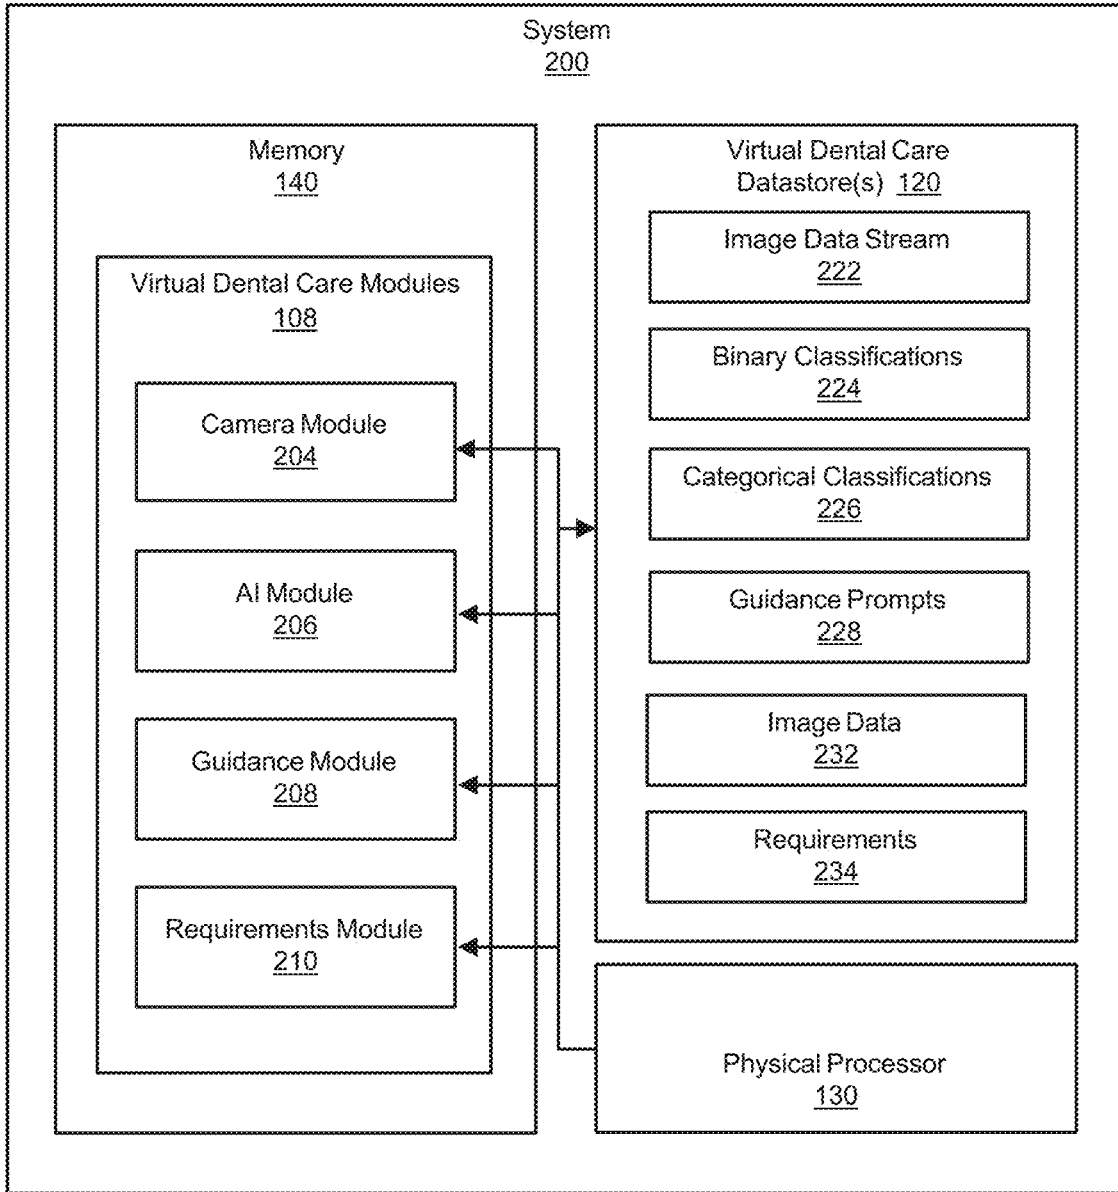 System
200
Memory
140
Virtual Dental Care Modules
108
Camera Module
204
AI Module
206
Guidance Module
208
Requirements Module
210
Virtual Dental Care
Datastore(s) 120
Image Data Stream
222
Binary Classifications
224
Categorical Classifications
226
Guidance Prompts
228
Image Data
232
Requirements
234
Physical Processor
130